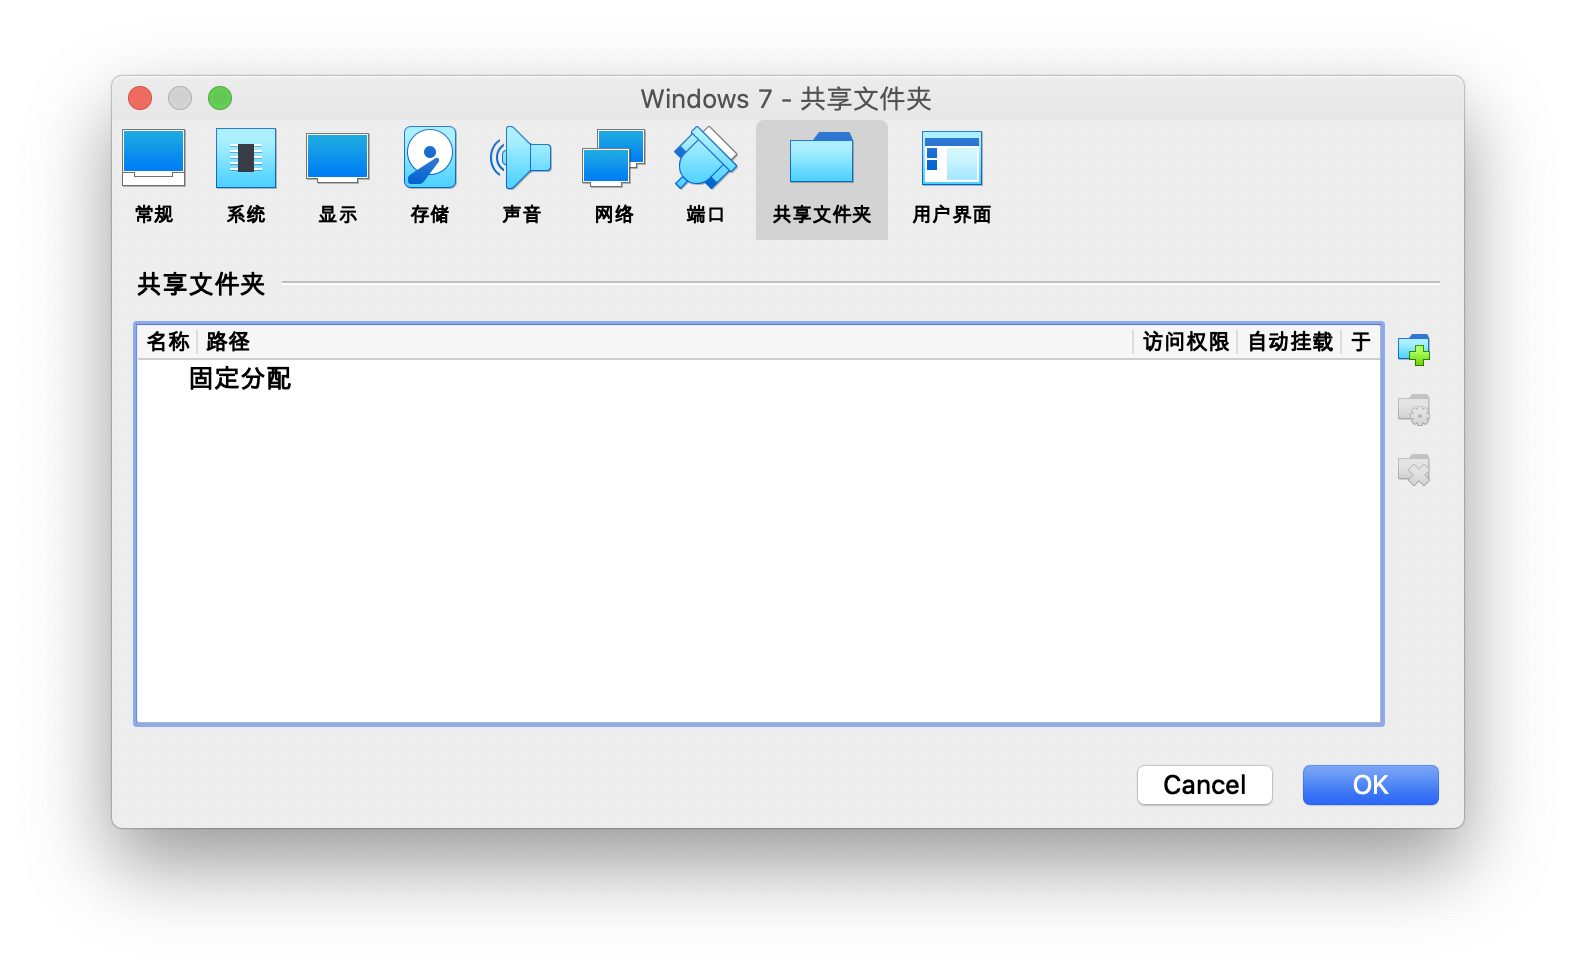 Windows 7 - 共享文件夹
常规 系统 显示 存储 声音 网络 端口 共享文件夹 用户界面
共享文件夹
名称 路径 访问权限 自动挂载 于
固定分配
Cancel OK